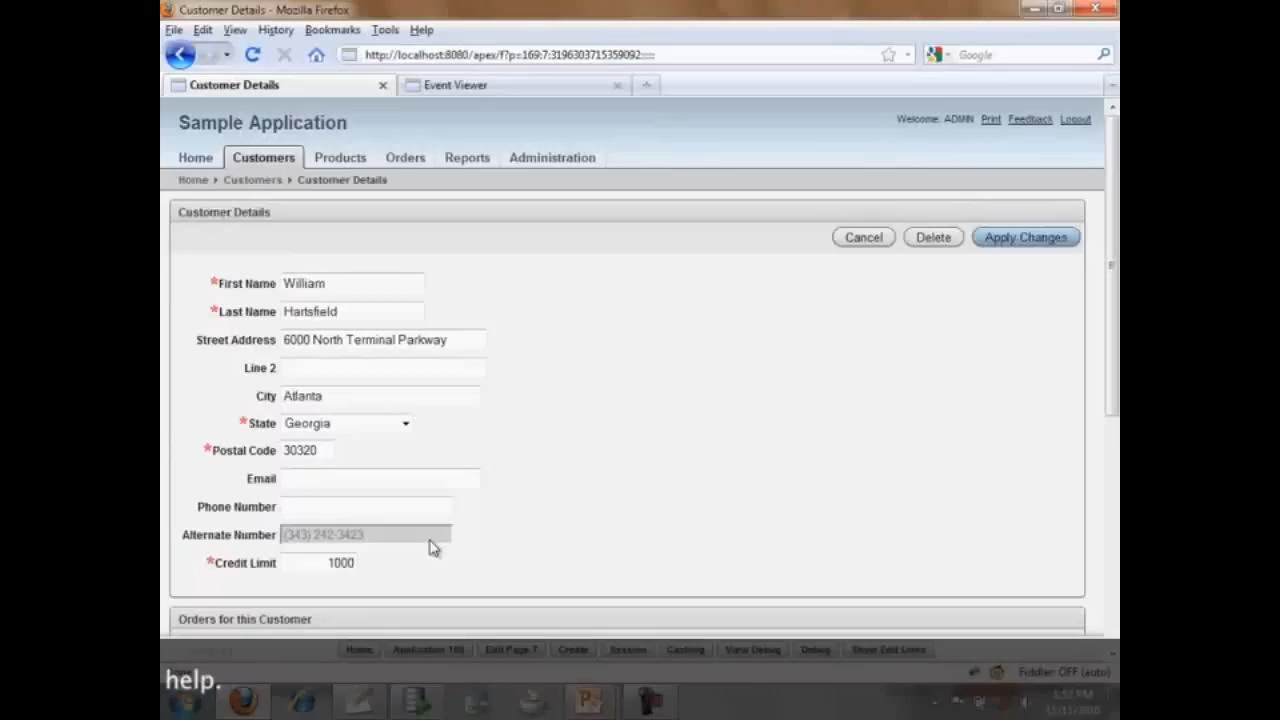 Customer Details - Mozilla Firefox
File Edit View History Bookmarks Tools Help
http://localhost:8080/apex/f?p=169:7:3196303715359092:::::
Google
Customer Details
Event Viewer
Sample Application
Welcome: ADMIN Print Feedback Logout
Home Customers Products Orders Reports Administration
Home Customers Customer Details
Customer Details
Cancel Delete Apply Changes
*First Name William
*Last Name Hartsfield
Street Address 6000 North Terminal Parkway
Line 2
City Atlanta
*State Georgia
*Postal Code 30320
Email
Phone Number
Alternate Number (343) 242-3423
*Credit Limit 1000
Orders for this Customer
Home Application 169 Edit Page 7 Create Session Caching View Debug Debug Show Edit Links
Fiddler: OFF (auto)
help.